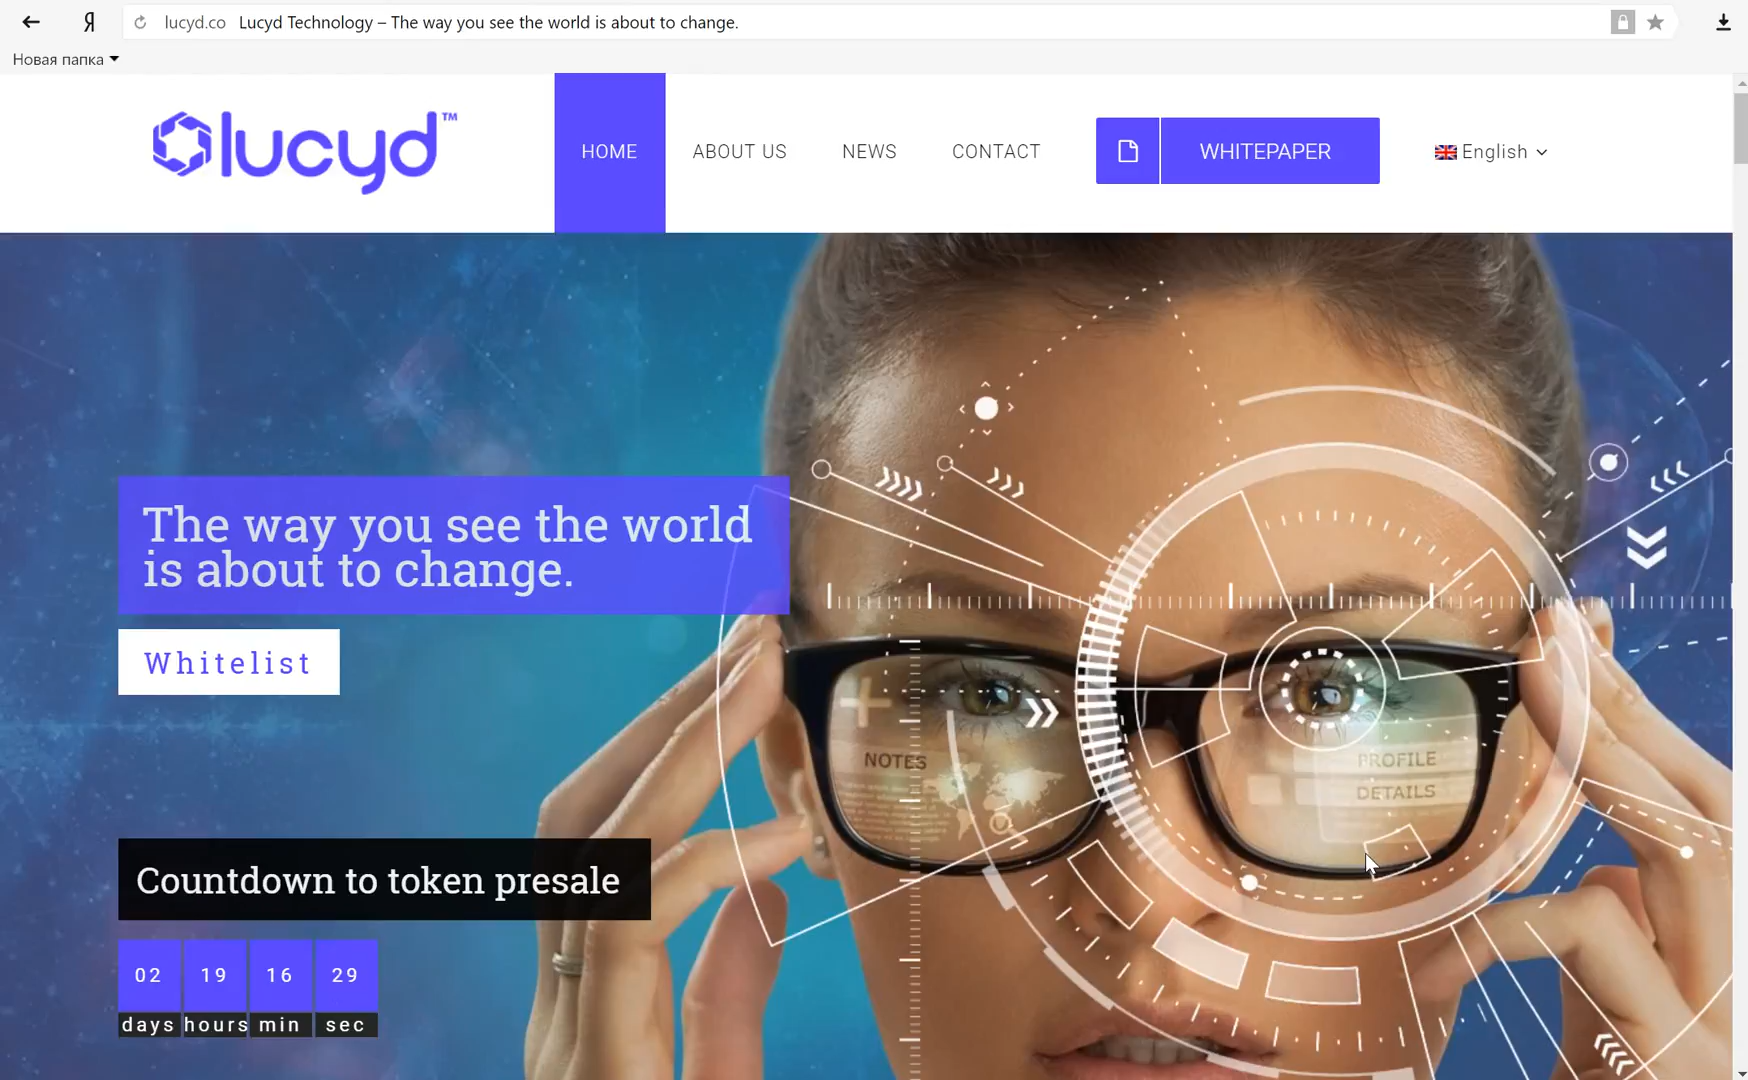 Я lucyd.co Lucyd Technology – The way you see the world is about to change.
Новая папка
lucyd™
HOME
ABOUT US
NEWS
CONTACT
WHITEPAPER
English
The way you see the world
is about to change.
Whitelist
NOTES
PROFILE
DETAILS
Countdown to token presale
02 19 16 29
days hours min sec